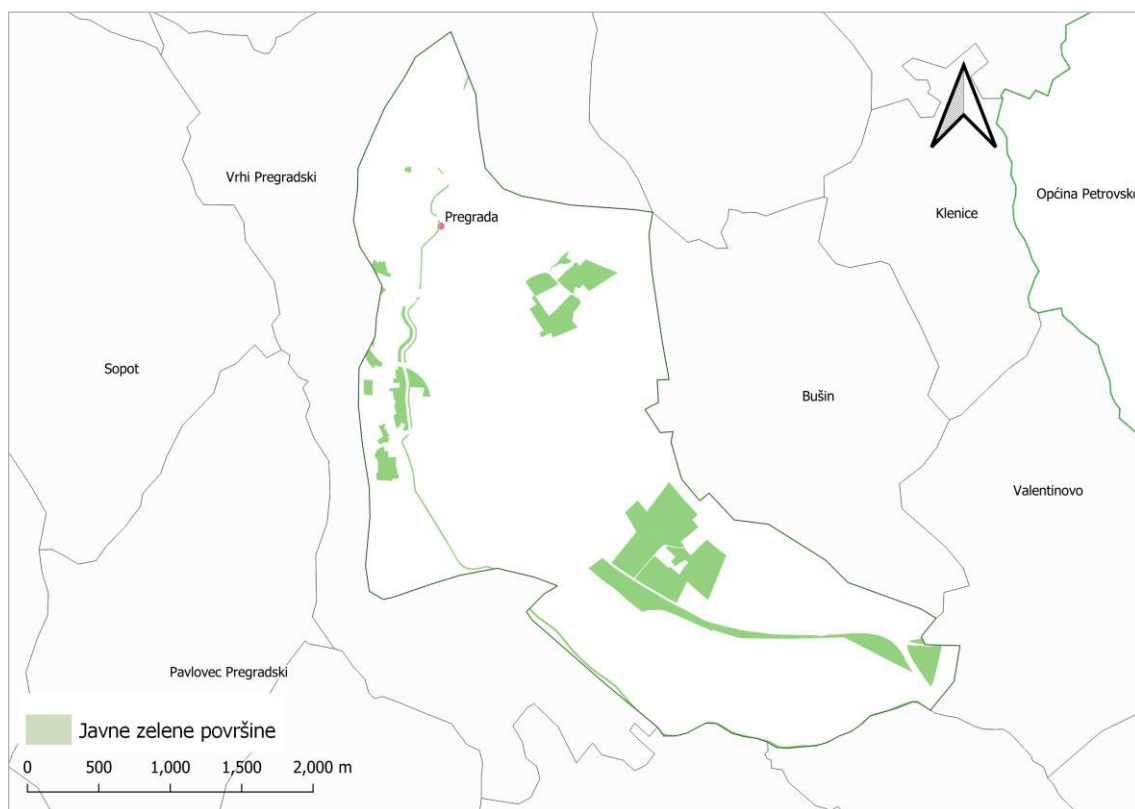 Vrhi Pregradski
Pregrada
Klenice
Općina Petrovsko
Sopot
Bušin
Valentinovo
Pavlovec Pregradski
Javne zelene površine
0 500 1,000 1,500 2,000 m